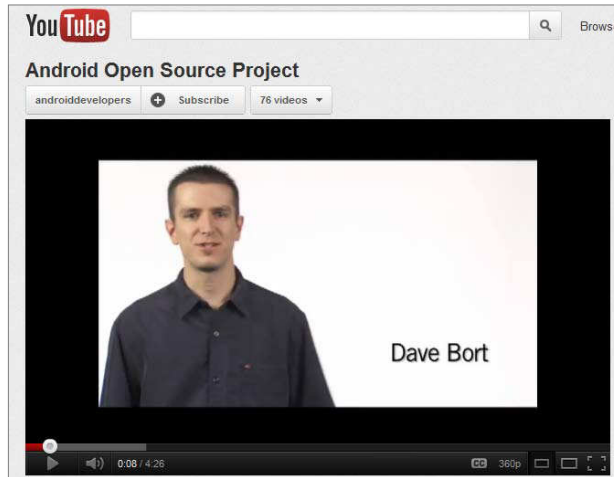 YouTube
Brows
Android Open Source Project
androiddevelopers Subscribe 76 videos
Dave Bort
0:08 / 4:26 CC 360p